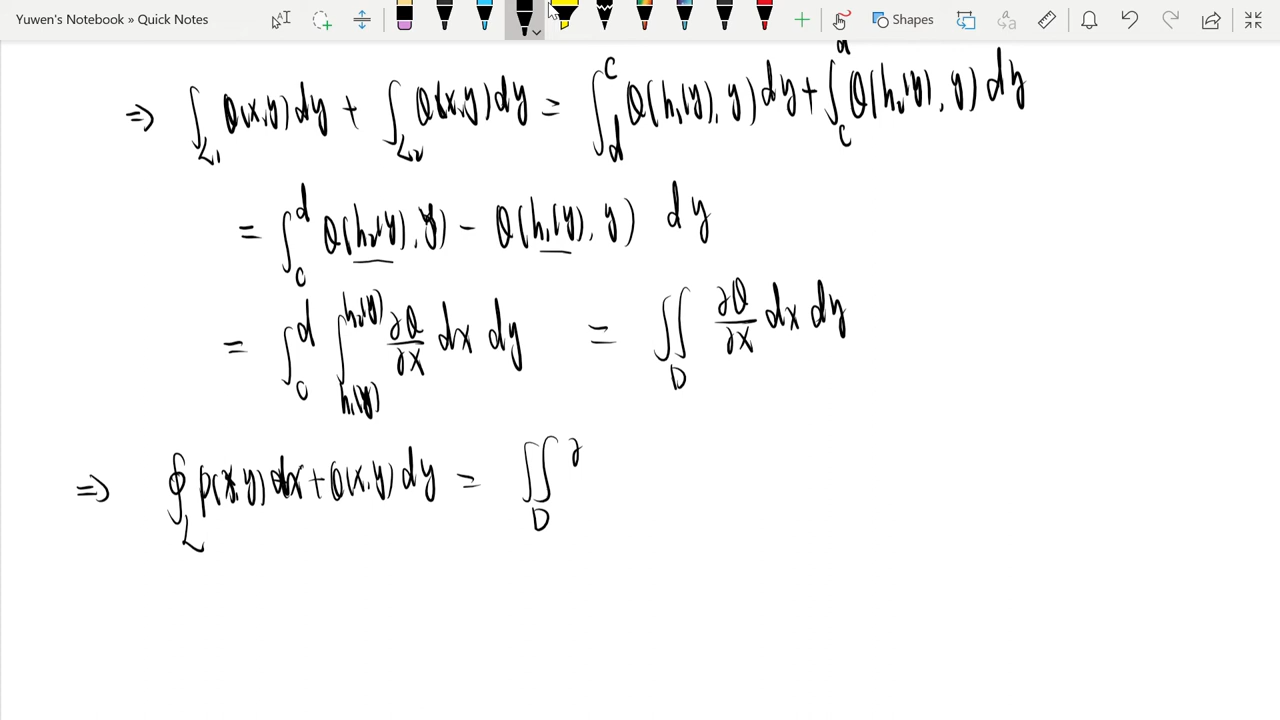 Yuwen's Notebook » Quick Notes Shapes
⇒ ∫_{L₁} Q(x,y)dy + ∫_{L₂} Q(x,y)dy = ∫_d^c Q(h₁(y), y)dy + ∫_c^d Q(h₂(y), y)dy
= ∫_c^d Q(h₂(y), y) − Q(h₁(y), y) dy
= ∫_c^d ∫_{h₁(y)}^{h₂(y)} ∂Q/∂x dx dy = ∬_D ∂Q/∂x dx dy
⇒ ∮_L P(x,y)dx + Q(x,y)dy = ∬_D ∂